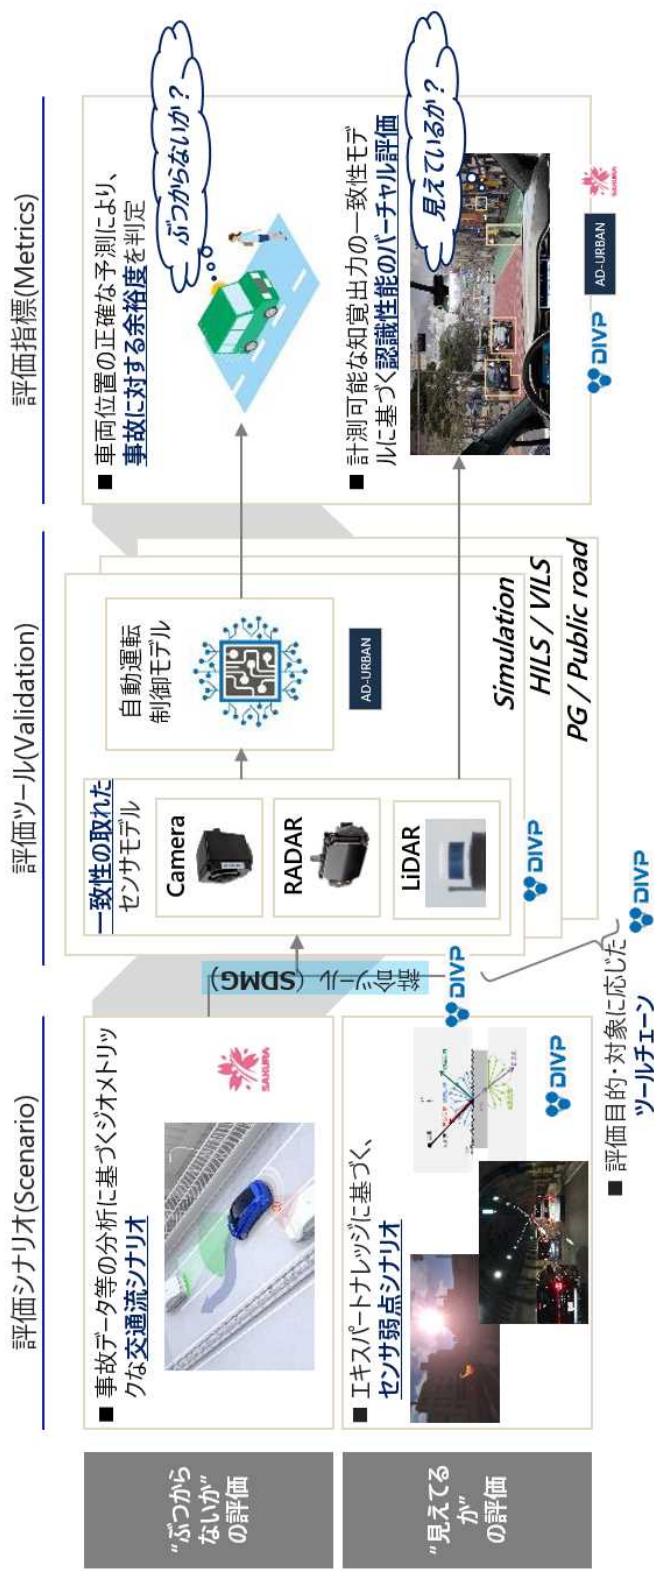 評価シナリオ(Scenario)
評価ツール(Validation)
評価指標(Metrics)
“ぶつから
ないか”
の評価
■ 事故データ等の分析に基づくジオメトリッ
クな交通流シナリオ
SAKURA
“見えてる
か”
の評価
■ エキスパートナレッジに基づく、
センサ弱点シナリオ
DIVP
結合ツール（SDMG)
DIVP
一致性の取れた
センサモデル
Camera
RADAR
LiDAR
DIVP
自動運転
制御モデル
AD-URBAN
Simulation
HILS / VILS
PG / Public road
■ 評価目的・対象に応じた
ツールチェーン
DIVP
■ 車両位置の正確な予測により、
事故に対する余裕度を判定
ぶつからないか？
■ 計測可能な知覚出力の一致性モデ
ルに基づく認識性能のバーチャル評価
見えているか？
DIVP
AD-URBAN
SAKURA